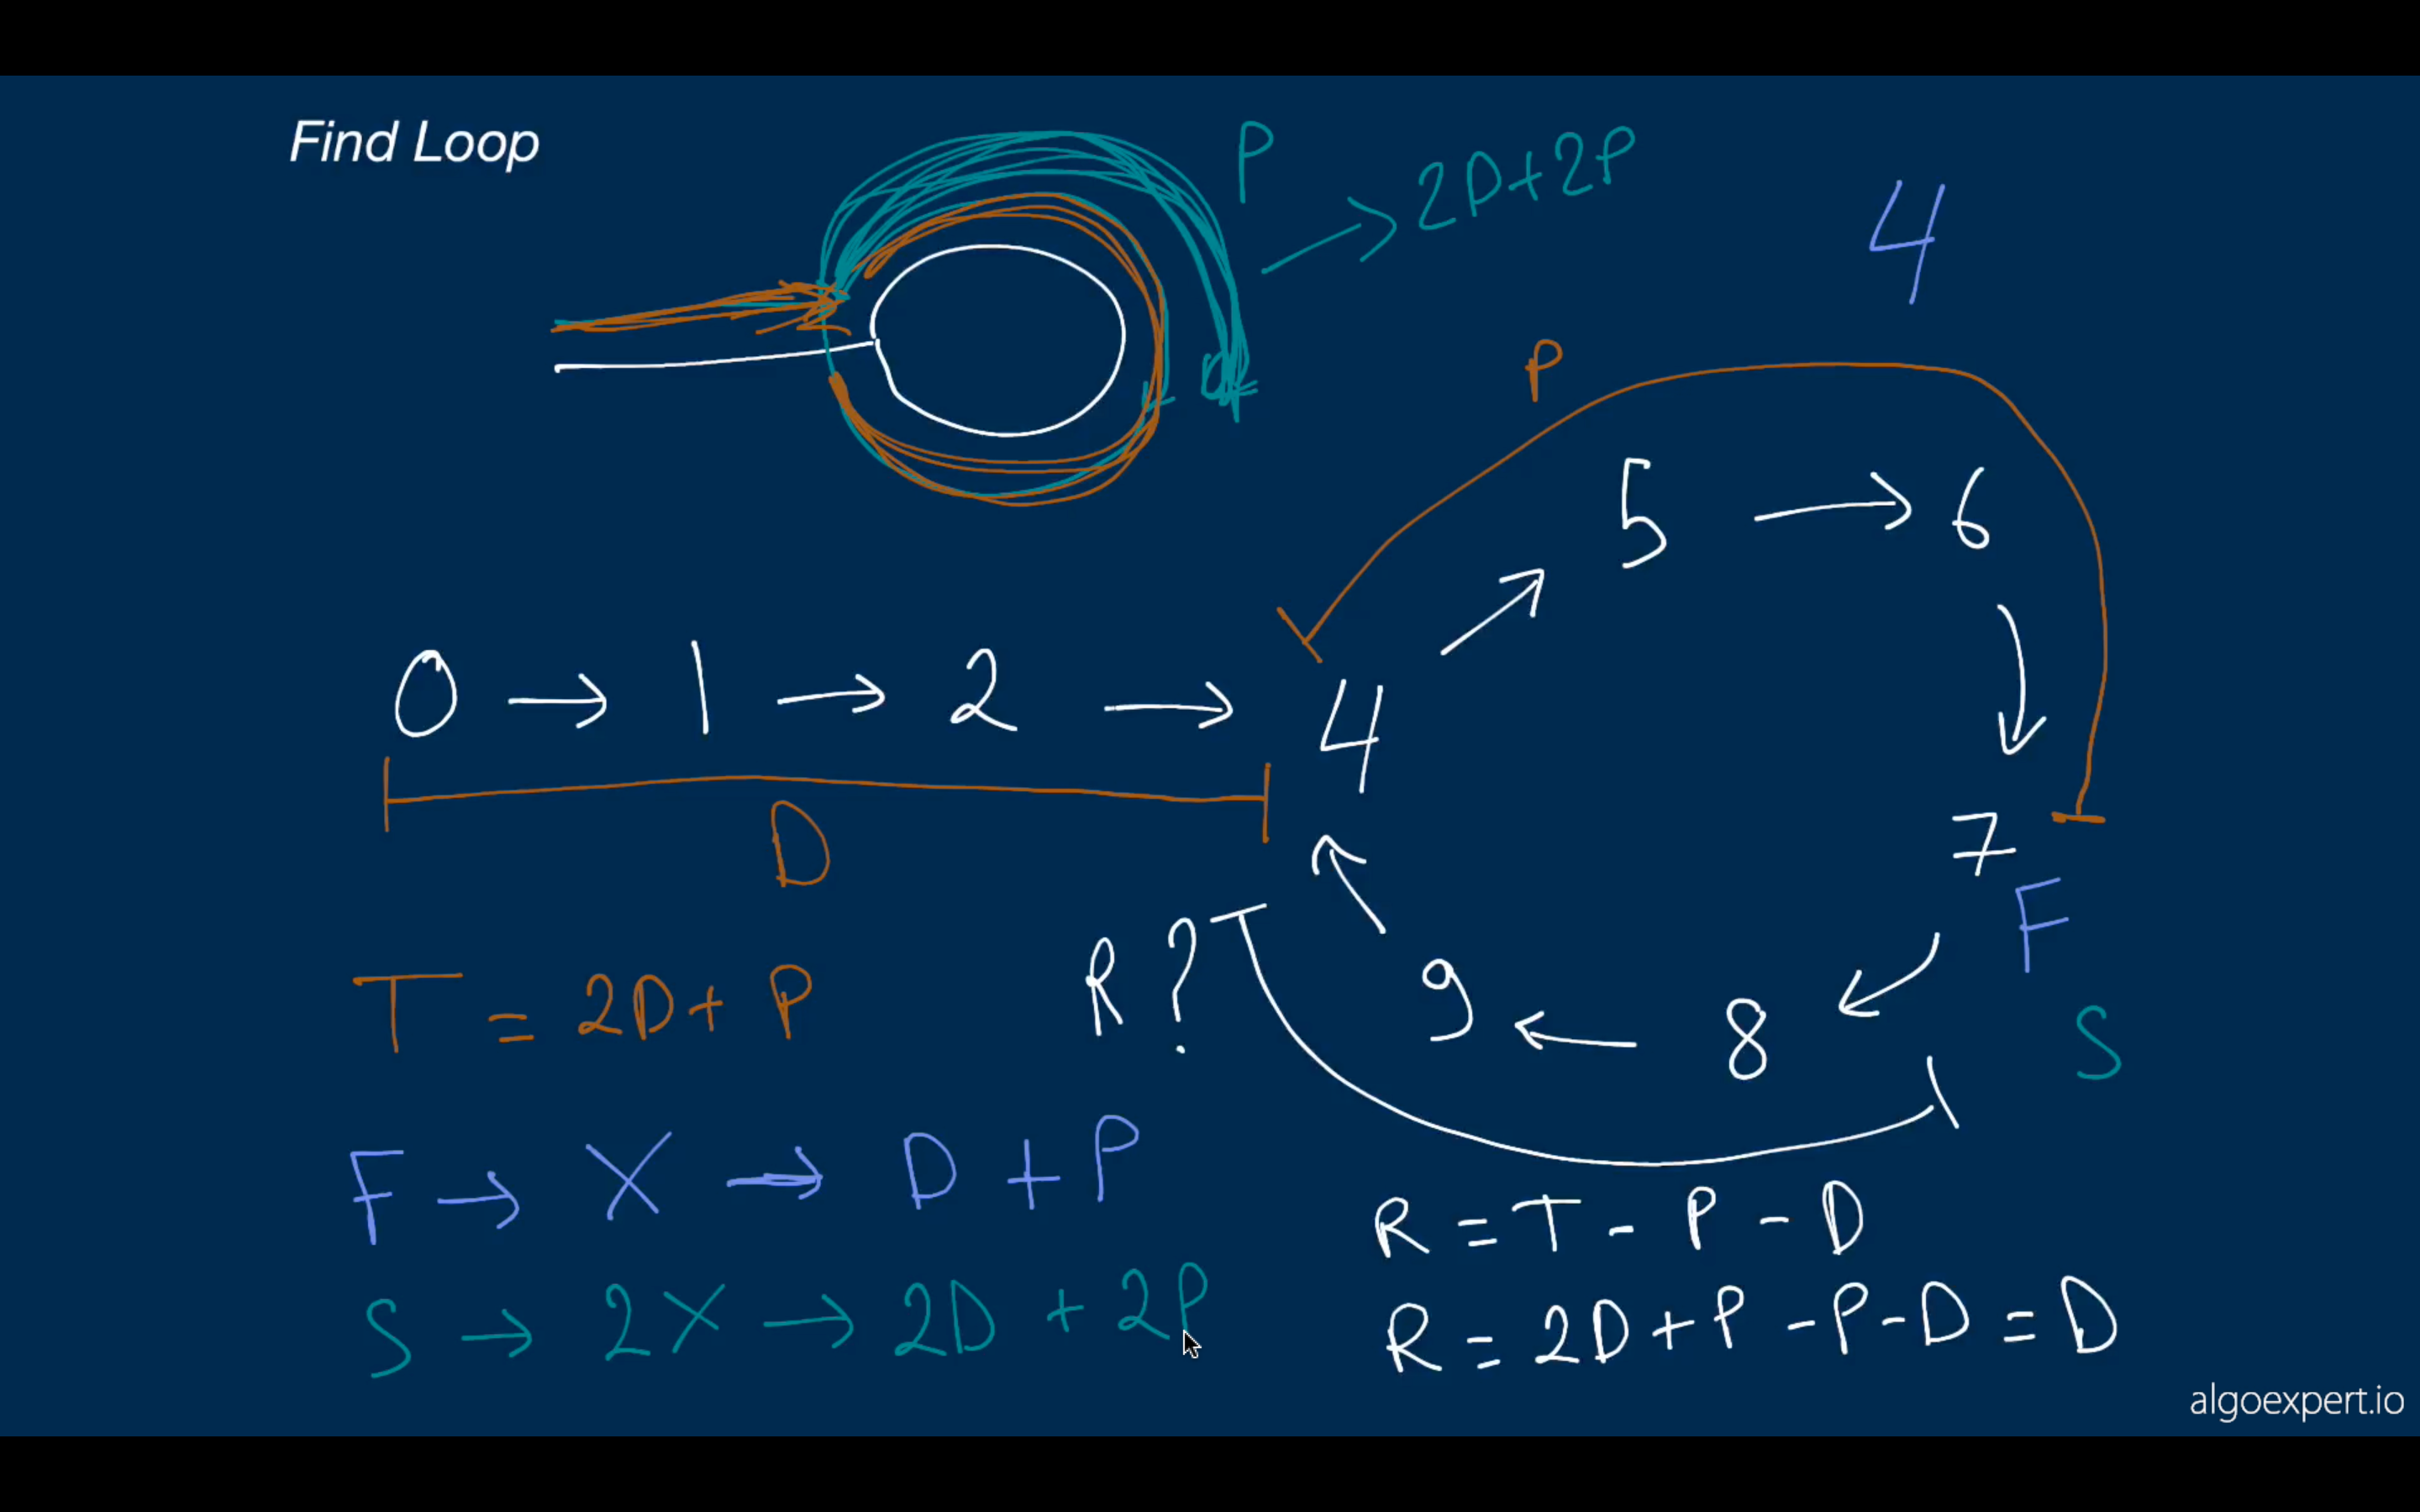 Find Loop
P
→ 2D+2P
4
P
5 → 6
0 → 1 → 2 → 4
7
D
F
R?
9 ← 8
T = 2D+ P
S
F → X → D + P
R = T - P - D
S → 2X → 2D + 2P
R = 2D+P -P-D = D
algoexpert.io